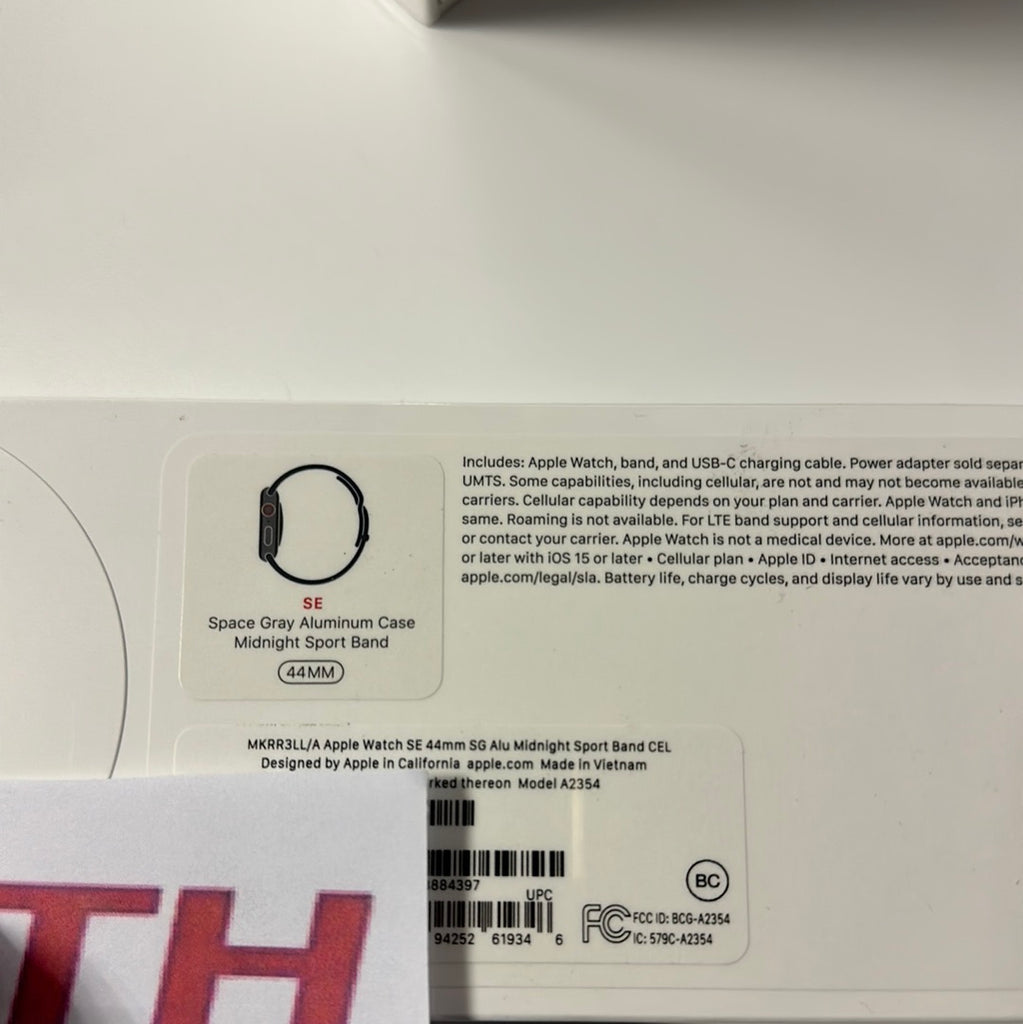 Includes: Apple Watch, band, and USB-C charging cable. Power adapter sold separ
UMTS. Some capabilities, including cellular, are not and may not become available
carriers. Cellular capability depends on your plan and carrier. Apple Watch and iPh
same. Roaming is not available. For LTE band support and cellular information, se
or contact your carrier. Apple Watch is not a medical device. More at apple.com/w
or later with iOS 15 or later • Cellular plan • Apple ID • Internet access • Acceptanc
apple.com/legal/sla. Battery life, charge cycles, and display life vary by use and s
SE
Space Gray Aluminum Case
Midnight Sport Band
44MM
MKRR3LL/A Apple Watch SE 44mm SG Alu Midnight Sport Band CEL
Designed by Apple in California apple.com Made in Vietnam
rked thereon Model A2354
884397
UPC
94252 61934 6
BC
FC FCC ID: BCG-A2354
IC: 579C-A2354
TH